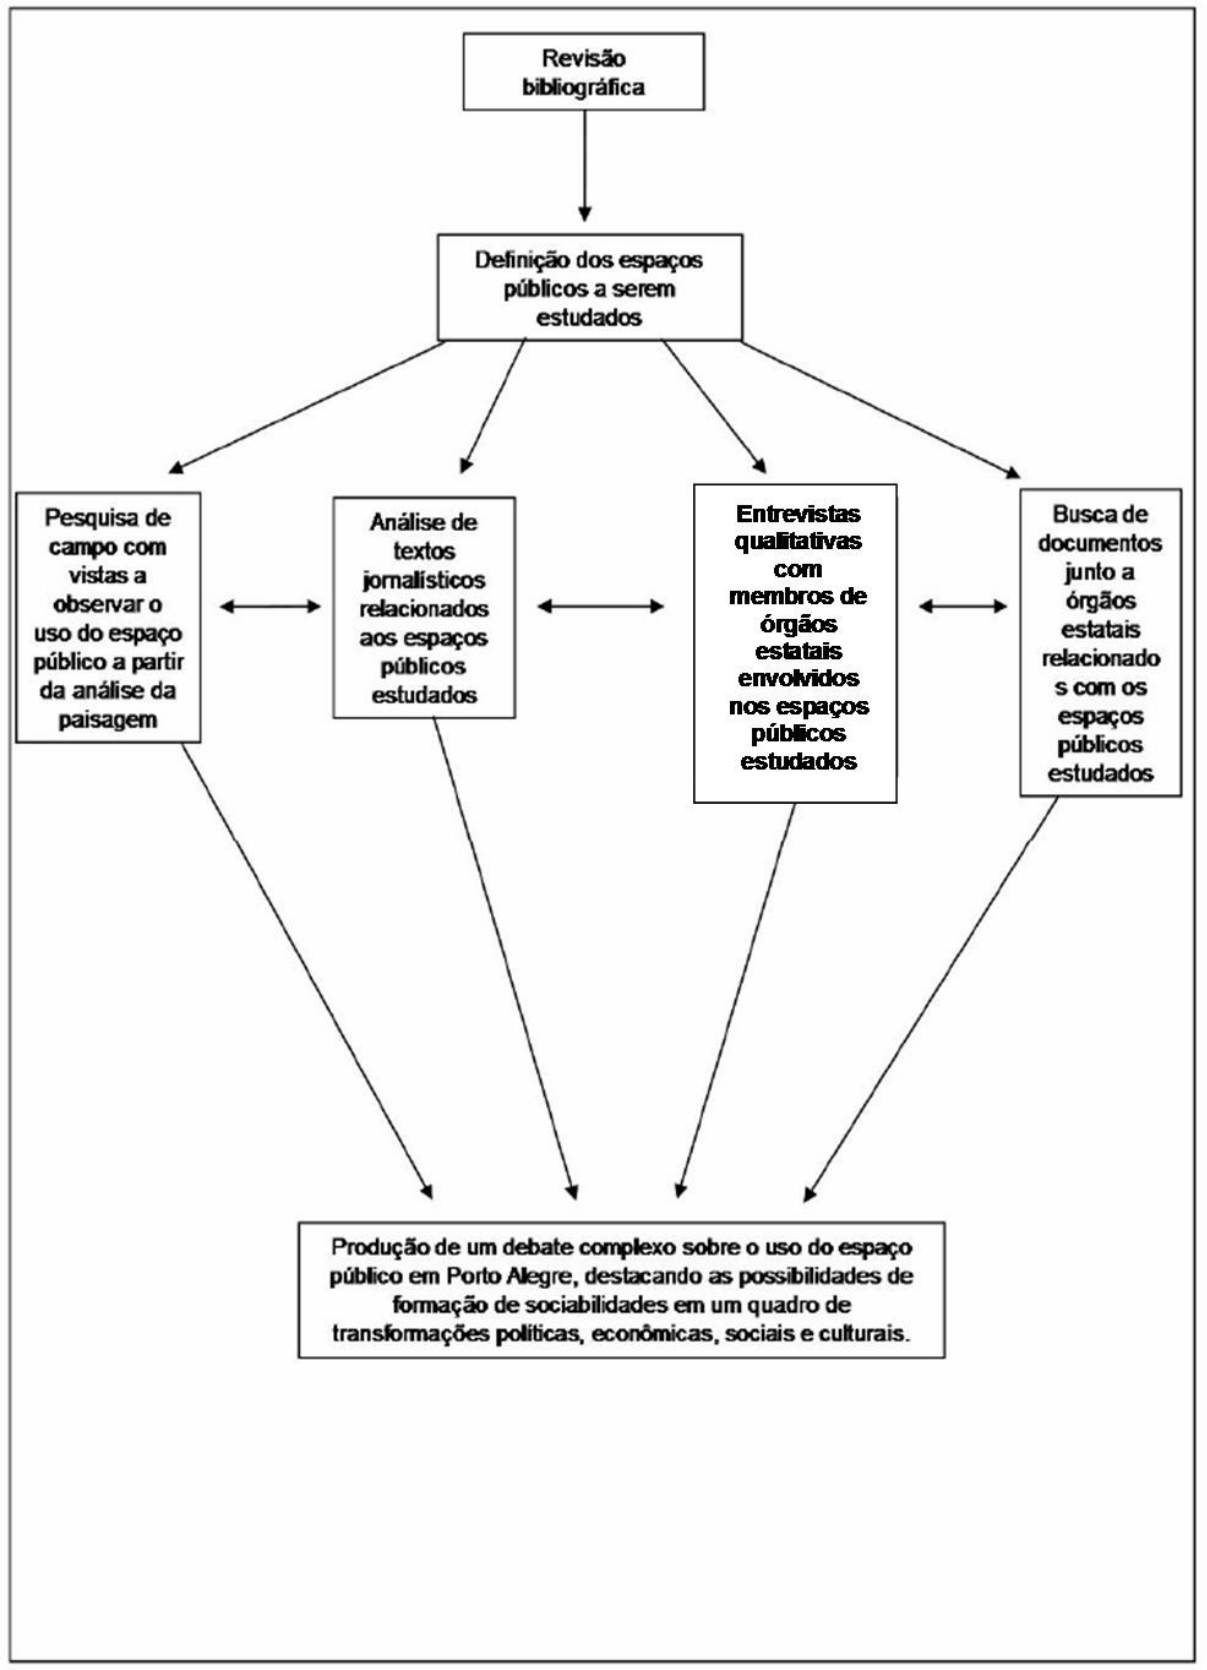 Revisão
bibliográfica
Definição dos espaços
públicos a serem
estudados
Pesquisa de
campo com
vistas a
observar o
uso do espaço
público a partir
da análise da
paisagem
Análise de
textos
jornalísticos
relacionados
aos espaços
públicos
estudados
Entrevistas
qualitativas
com
membros de
órgãos
estatais
envolvidos
nos espaços
públicos
estudados
Busca de
documentos
junto a
órgãos
estatais
relacionado
s com os
espaços
públicos
estudados
Produção de um debate complexo sobre o uso do espaço
público em Porto Alegre, destacando as possibilidades de
formação de sociabilidades em um quadro de
transformações políticas, econômicas, sociais e culturais.